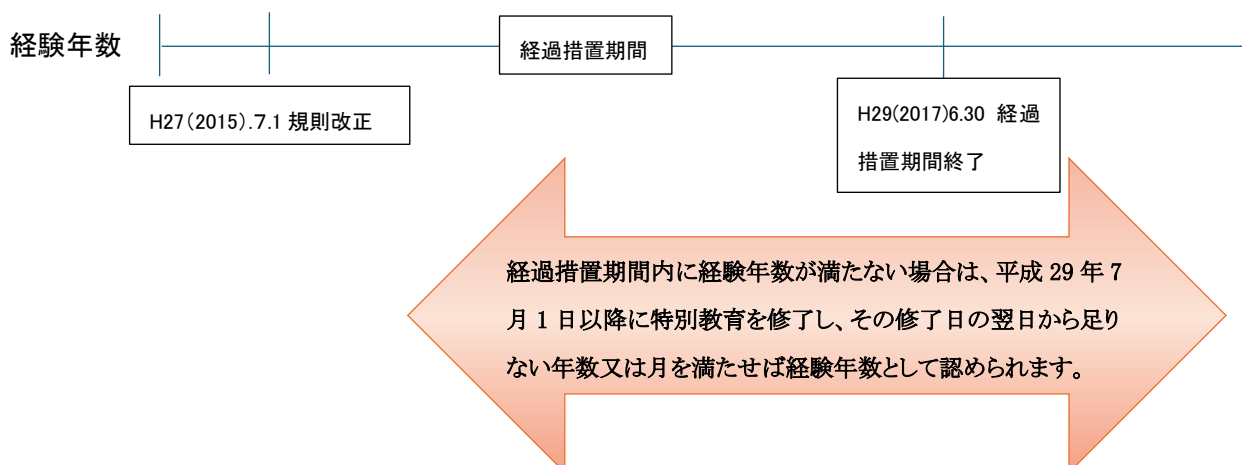 経験年数
経過措置期間
H27(2015).7.1 規則改正
H29(2017)6.30 経過
措置期間終了
経過措置期間内に経験年数が満たない場合は、平成 29 年 7
月 1 日以降に特別教育を修了し、その修了日の翌日から足り
ない年数又は月を満たせば経験年数として認められます。